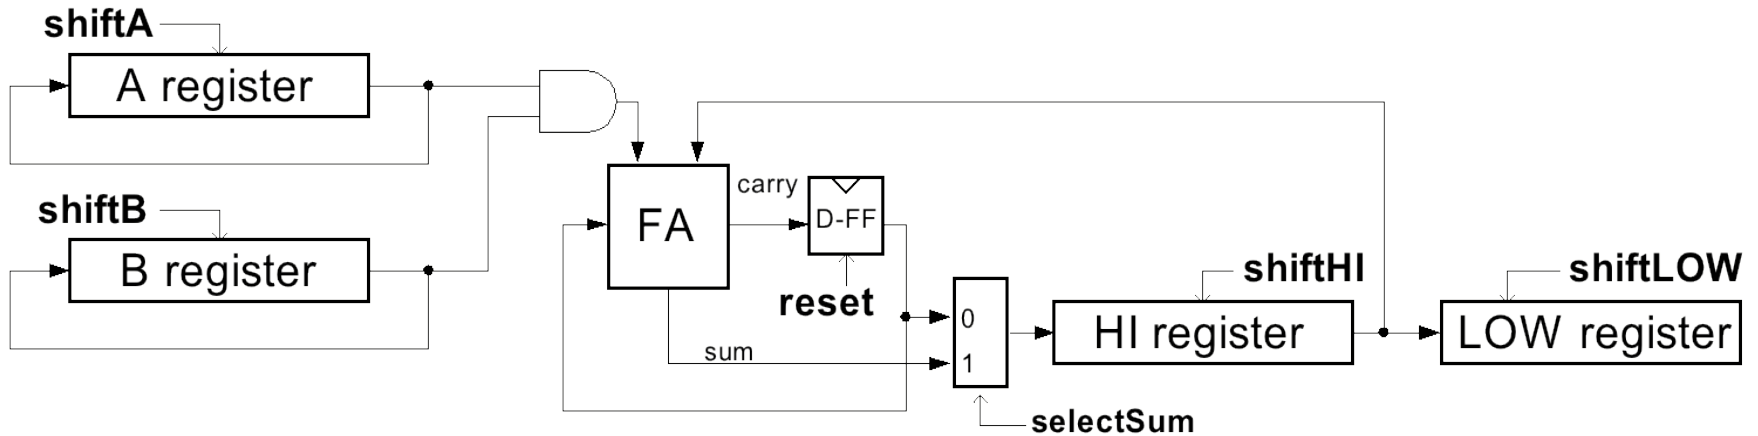 shiftA
A register
shiftB
B register
FA
carry
D-FF
reset
sum
0
1
selectSum
shiftHI
HI register
shiftLOW
LOW register